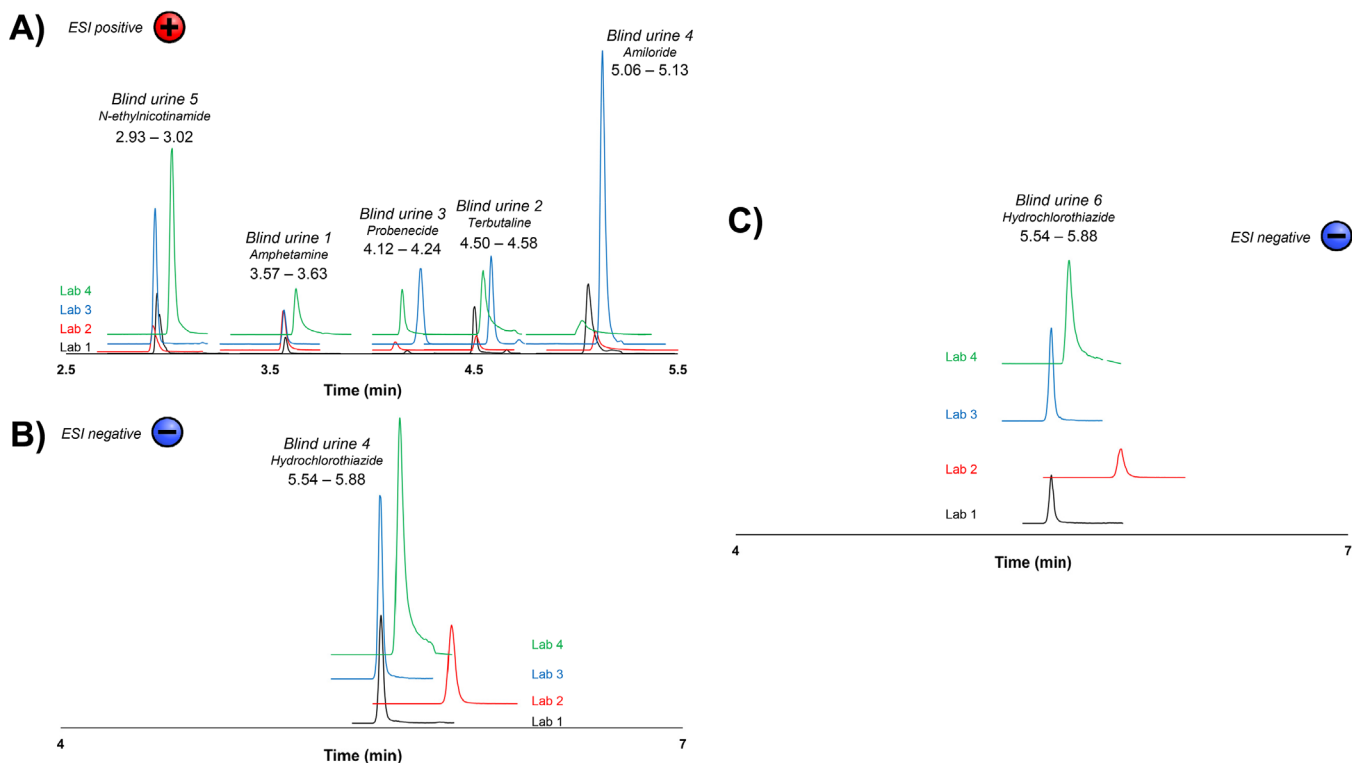 A)
ESI positive
+
Blind urine 5
N-ethylnicotinamide
2.93 – 3.02
Blind urine 1
Amphetamine
3.57 – 3.63
Blind urine 3
Probenecide
4.12 – 4.24
Blind urine 2
Terbutaline
4.50 – 4.58
Blind urine 4
Amiloride
5.06 – 5.13
Lab 4
Lab 3
Lab 2
Lab 1
2.5 3.5 4.5 5.5
Time (min)
B)
ESI negative
−
Blind urine 4
Hydrochlorothiazide
5.54 – 5.88
Lab 4
Lab 3
Lab 2
Lab 1
4 7
Time (min)
C)
Blind urine 6
Hydrochlorothiazide
5.54 – 5.88
ESI negative
−
Lab 4
Lab 3
Lab 2
Lab 1
4 7
Time (min)